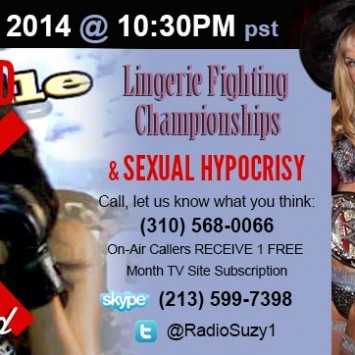 2014 @ 10:30PM pst
Lingerie Fighting
Championships
& SEXUAL HYPOCRISY
Call, let us know what you think:
(310) 568-0066
On-Air Callers RECEIVE 1 FREE
Month TV Site Subscription
skype (213) 599-7398
@RadioSuzy1